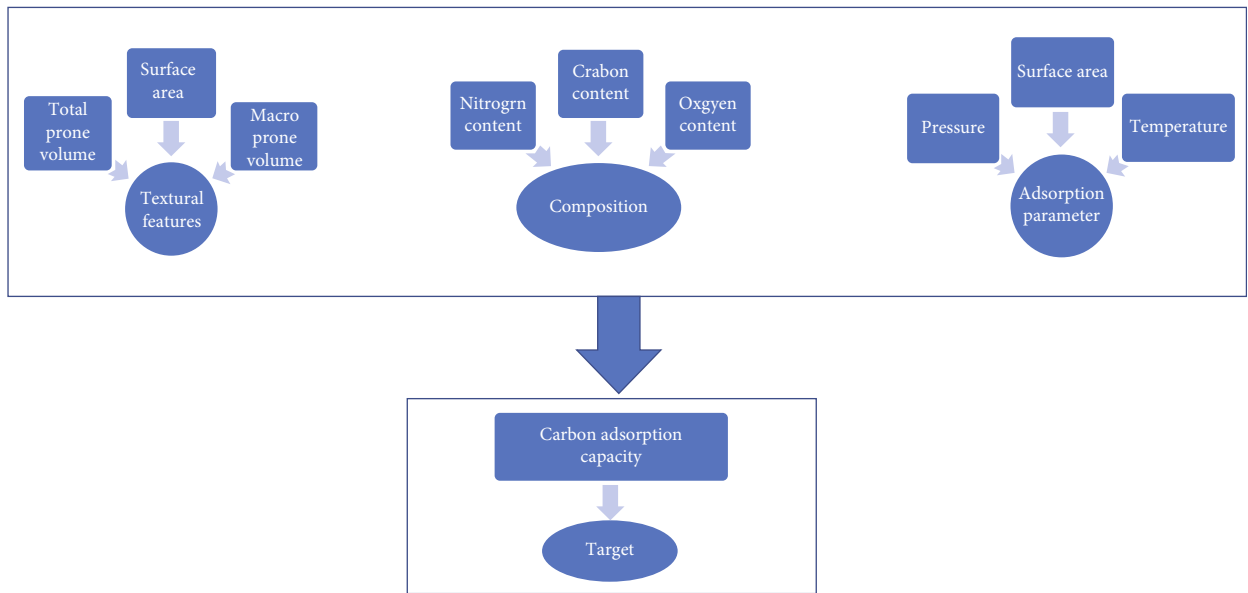 Total
prone
volume
Surface
area
Macro
prone
volume
Textural
features
Nitrogrn
content
Crabon
content
Oxgyen
content
Composition
Pressure
Surface area
Temperature
Adsorption
parameter
Carbon adsorption
capacity
Target